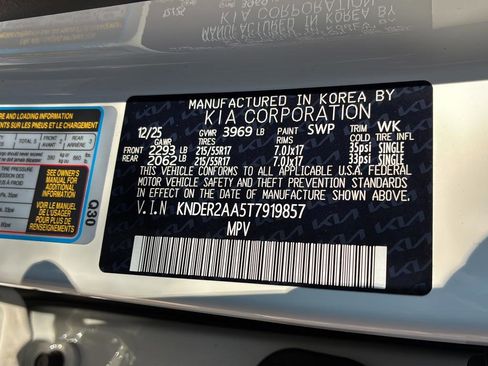 MANUFACTURED IN KOREA BY
KIA CORPORATION
12/25 GVWR 3969 LB PAINT SWP TRIM WK
GAWR TIRES RIMS COLD TIRE INFL
FRONT 2293 LB 215/55R17 7.0Jx17 35psi SINGLE
REAR 2062 LB 215/55R17 7.0Jx17 33psi SINGLE
THIS VEHICLE CONFORMS TO ALL APPLICABLE U.S.A. FEDERAL
MOTOR VEHICLE SAFETY AND THEFT PREVENTION STANDARDS IN
EFFECT ON THE DATE OF MANUFACTURE SHOWN ABOVE.
V.I.N KNDER2AA5T7919857
MPV
SEE OWNER'S
MANUAL FOR
ADDITIONAL
INFORMATION
VOIR LE MANUEL
DE L'USAGER
POUR PLUS DE
RENSEIGNEMENTS
Q30